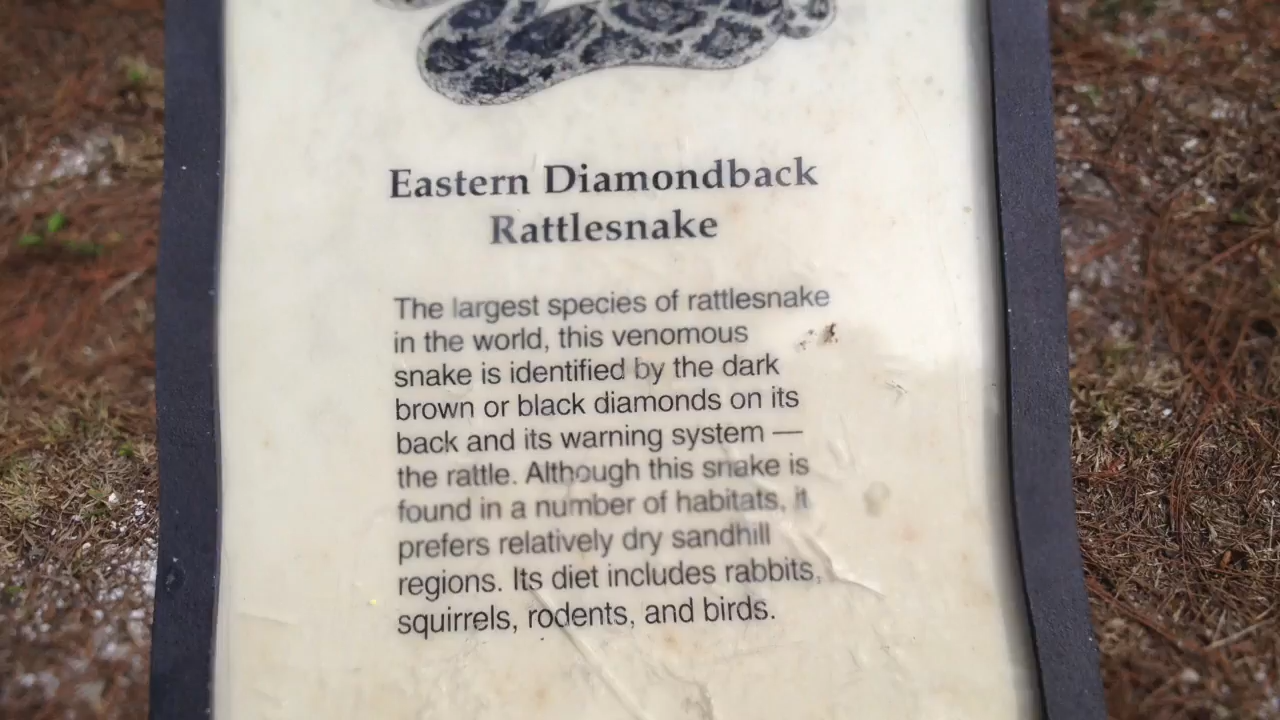 Eastern Diamondback
Rattlesnake
The largest species of rattlesnake
in the world, this venomous
snake is identified by the dark
brown or black diamonds on its
back and its warning system —
the rattle. Although this snake is
found in a number of habitats, it
prefers relatively dry sandhill
regions. Its diet includes rabbits,
squirrels, rodents, and birds.